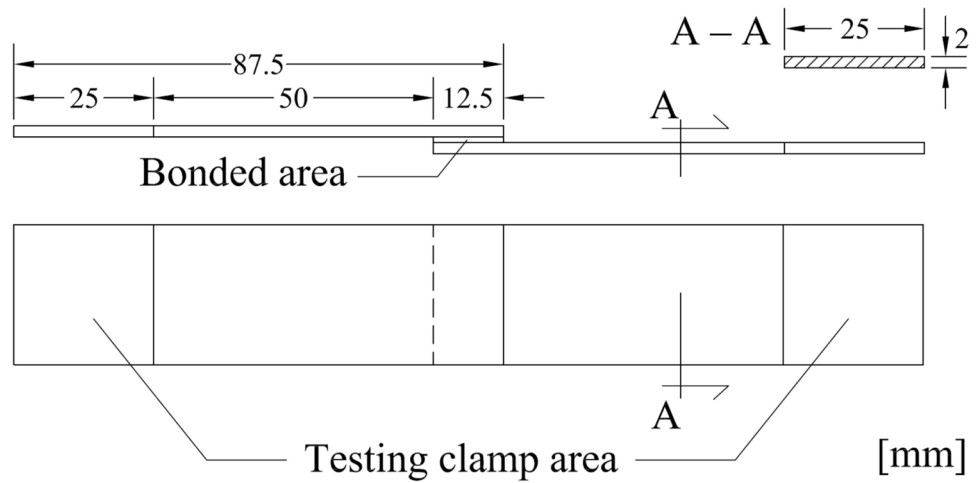 A – A
25
2
87.5
25
50
12.5
A
Bonded area
A
Testing clamp area
[mm]